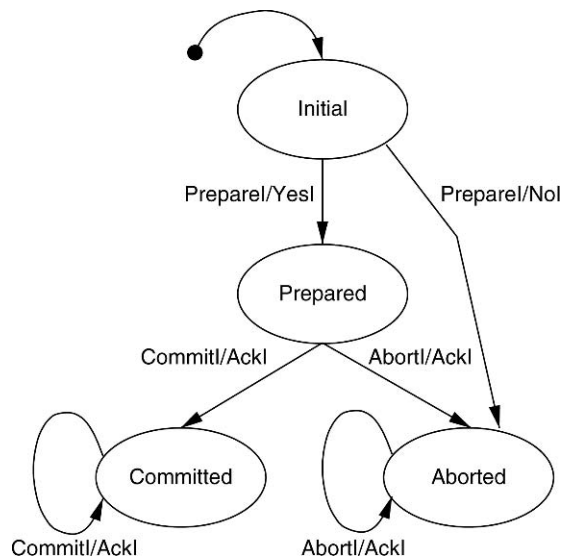 Initial
PrepareI/YesI
PrepareI/NoI
Prepared
CommitI/AckI
AbortI/AckI
Committed
Aborted
CommitI/AckI
AbortI/AckI